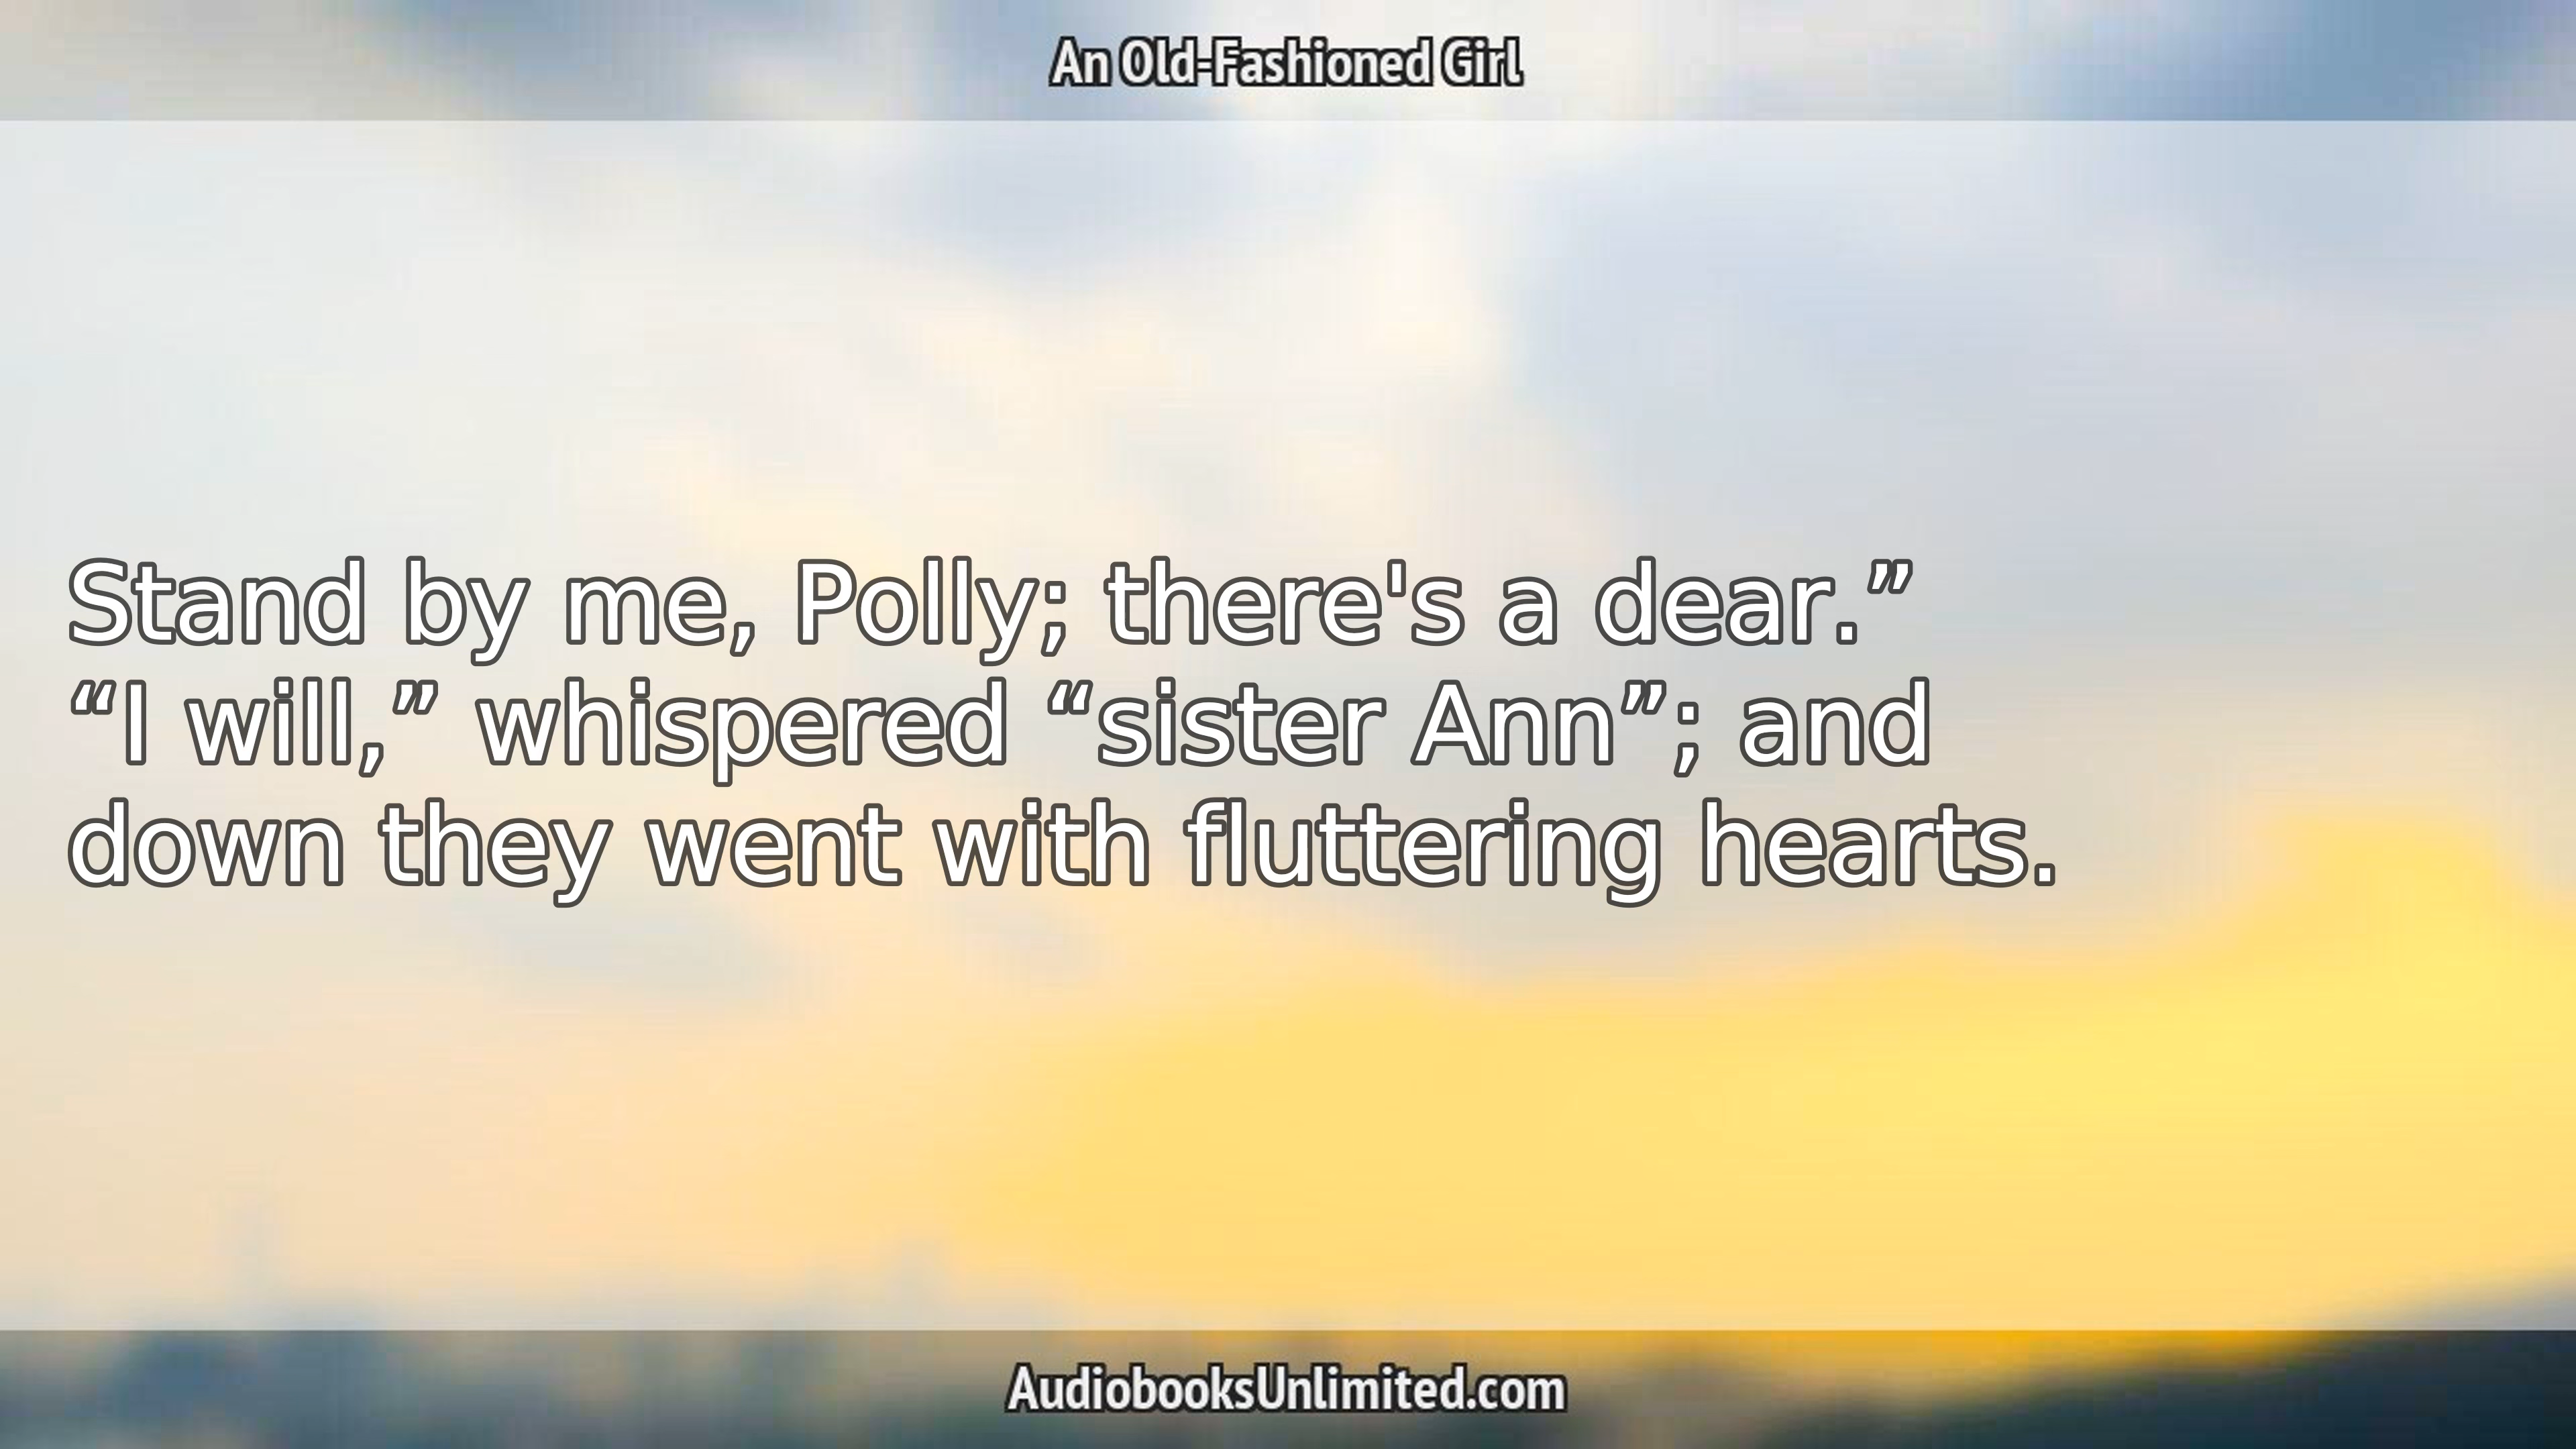 An Old-Fashioned Girl
Stand by me, Polly; there's a dear.”
“I will,” whispered “sister Ann”; and
down they went with fluttering hearts.
AudiobooksUnlimited.com